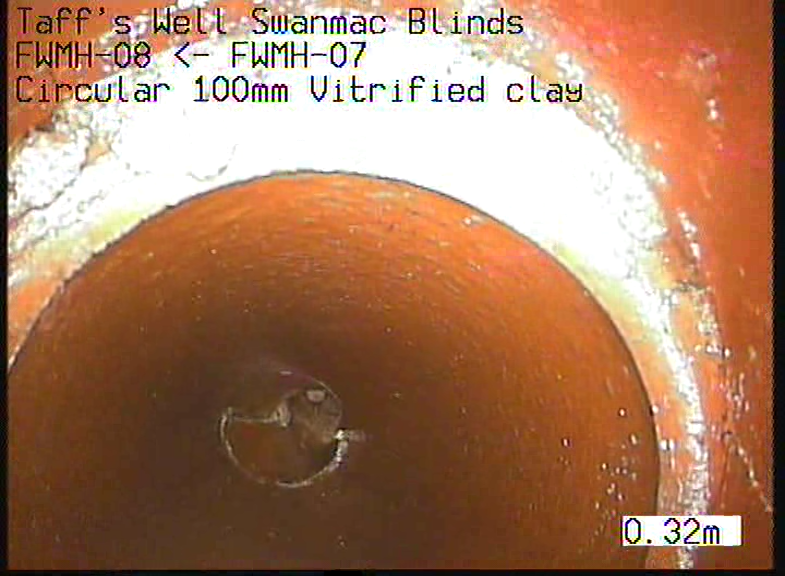 Taff's Well Swanmac Blinds
FWMH-08 <- FWMH-07
Circular 100mm Vitrified clay
0.32m